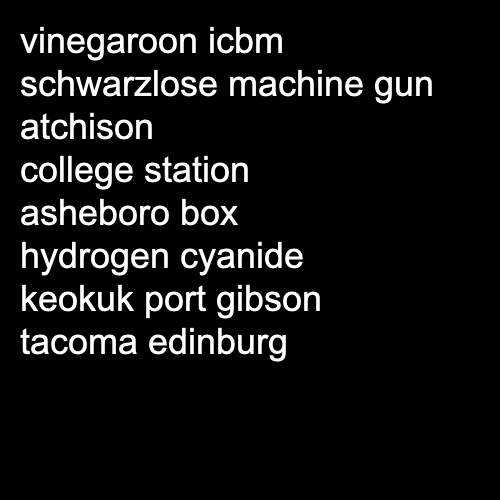 vinegaroon icbm
schwarzlose machine gun
atchison
college station
asheboro box
hydrogen cyanide
keokuk port gibson
tacoma edinburg